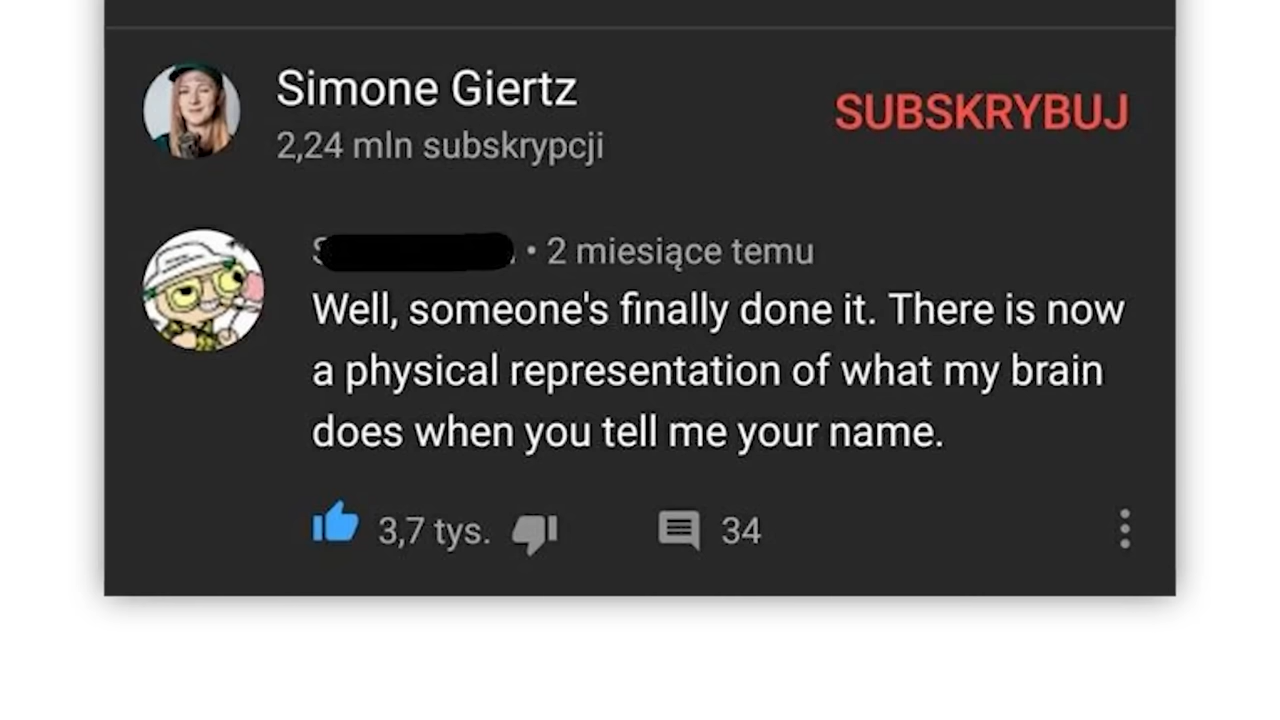 Simone Giertz
2,24 mln subskrypcji
SUBSKRYBUJ
• 2 miesiące temu
Well, someone's finally done it. There is now
a physical representation of what my brain
does when you tell me your name.
3,7 tys.
34